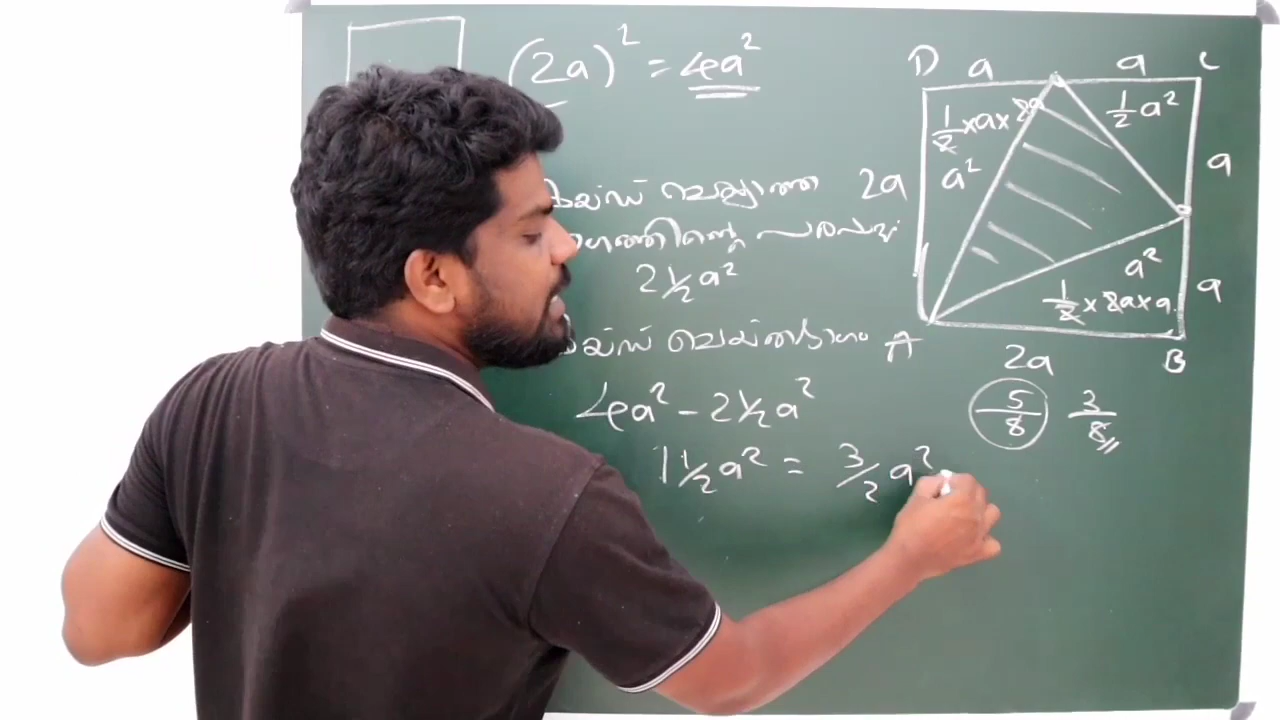 (2a)² = 4a²
ചെയ്യാത്ത
2½a²
4a² - 2½a²
1½a² = 3/2 a²
D a a C
½×a×2a ½a²
a²
2a a
a²
½×2a×a a
A 2a B
5/8 3/8